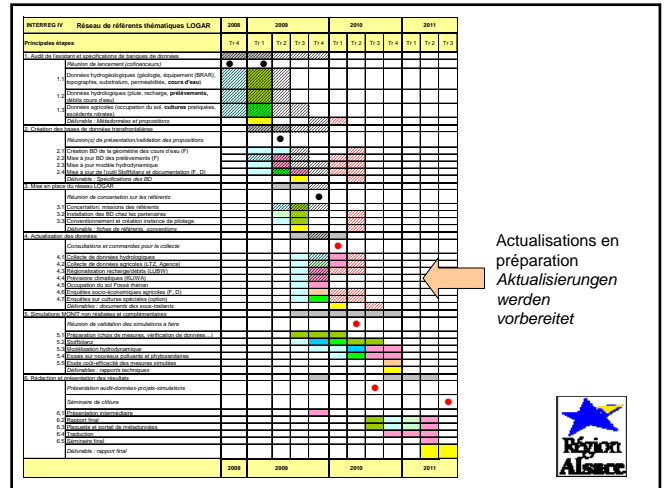 INTERREG IV Réseau de référents thématiques LOGAR 2008 2009 2010 2011
Principales étapes Tr 4 Tr 1 Tr 2 Tr 3 Tr 4 Tr 1 Tr 2 Tr 3 Tr 4 Tr 1 Tr 2 Tr 3
1. Audit de l'existant et spécifications de banques de données
Réunion de lancement (cofinanceurs)
1.1 Données hydrogéologiques (géologie, équipement (BRAR),
topographie, substratum, perméabilités, cours d'eau)
1.2 Données hydrologiques (pluie, recharge, prélèvements,
débits cours d'eau)
1.3 Données agricoles (occupation du sol, cultures pratiquées,
excédents nitrates)
Délivrable : Métadonnées et propositions
2. Création des bases de données transfrontalières
Réunion(s) de présentation/validation des propositions
2.1 Création BD de la géométrie des cours d'eau (F)
2.2 Mise à jour BD des prélèvements (F)
2.3 Mise à jour modèle hydrodynamique
2.4 Mise à jour de l'outil Stoffbilanz et documentation (F, D)
Délivrable : Spécifications des BD
3. Mise en place du réseau LOGAR
Réunion de concertation sur les référents
3.1 Concertation: missions des référents
3.2 Installation des BD chez les partenaires
3.3 Conventionnement et création instance de pilotage
Délivrable : fiches de référents, conventions
4. Actualisation des données
Consultations et commandes pour la collecte
4.1 Collecte de données hydrologiques
4.2 Collecte de données agricoles (LTZ, Agence)
4.3 Régionalisation recharge/débits (LUBW)
4.4 Prévisions climatiques (KLIWA)
4.5 Occupation du sol Fossé rhénan
4.6 Enquêtes socio-économiques agricoles (F, D)
4.7 Enquêtes sur cultures spéciales (option)
Délivrables : documents des sous-traitants
5. Simulations MONIT non réalisées et complémentaires
Réunion de validation des simulations à faire
5.1 Préparation (choix de mesures, vérification de données...)
5.2 Stoffbilanz
5.3 Modélisation hydrodynamique
5.4 Essais sur nouveaux polluants et phytosanitaires
5.5 Etude coût-efficacité des mesures simulées
Délivrables : rapports techniques
6. Rédaction et présentation des résultats
Présentation audit-données-projets-simulations
Séminaire de clôture
6.1 Présentation intermédiaire
6.2 Rapport final
6.3 Plaquette et portail de métadonnées
6.4 Traduction
6.5 Séminaire final
Délivrable : rapport final
2008 2009 2010 2011
Actualisations en
préparation
Aktualisierungen
werden
vorbereitet
Région
Alsace